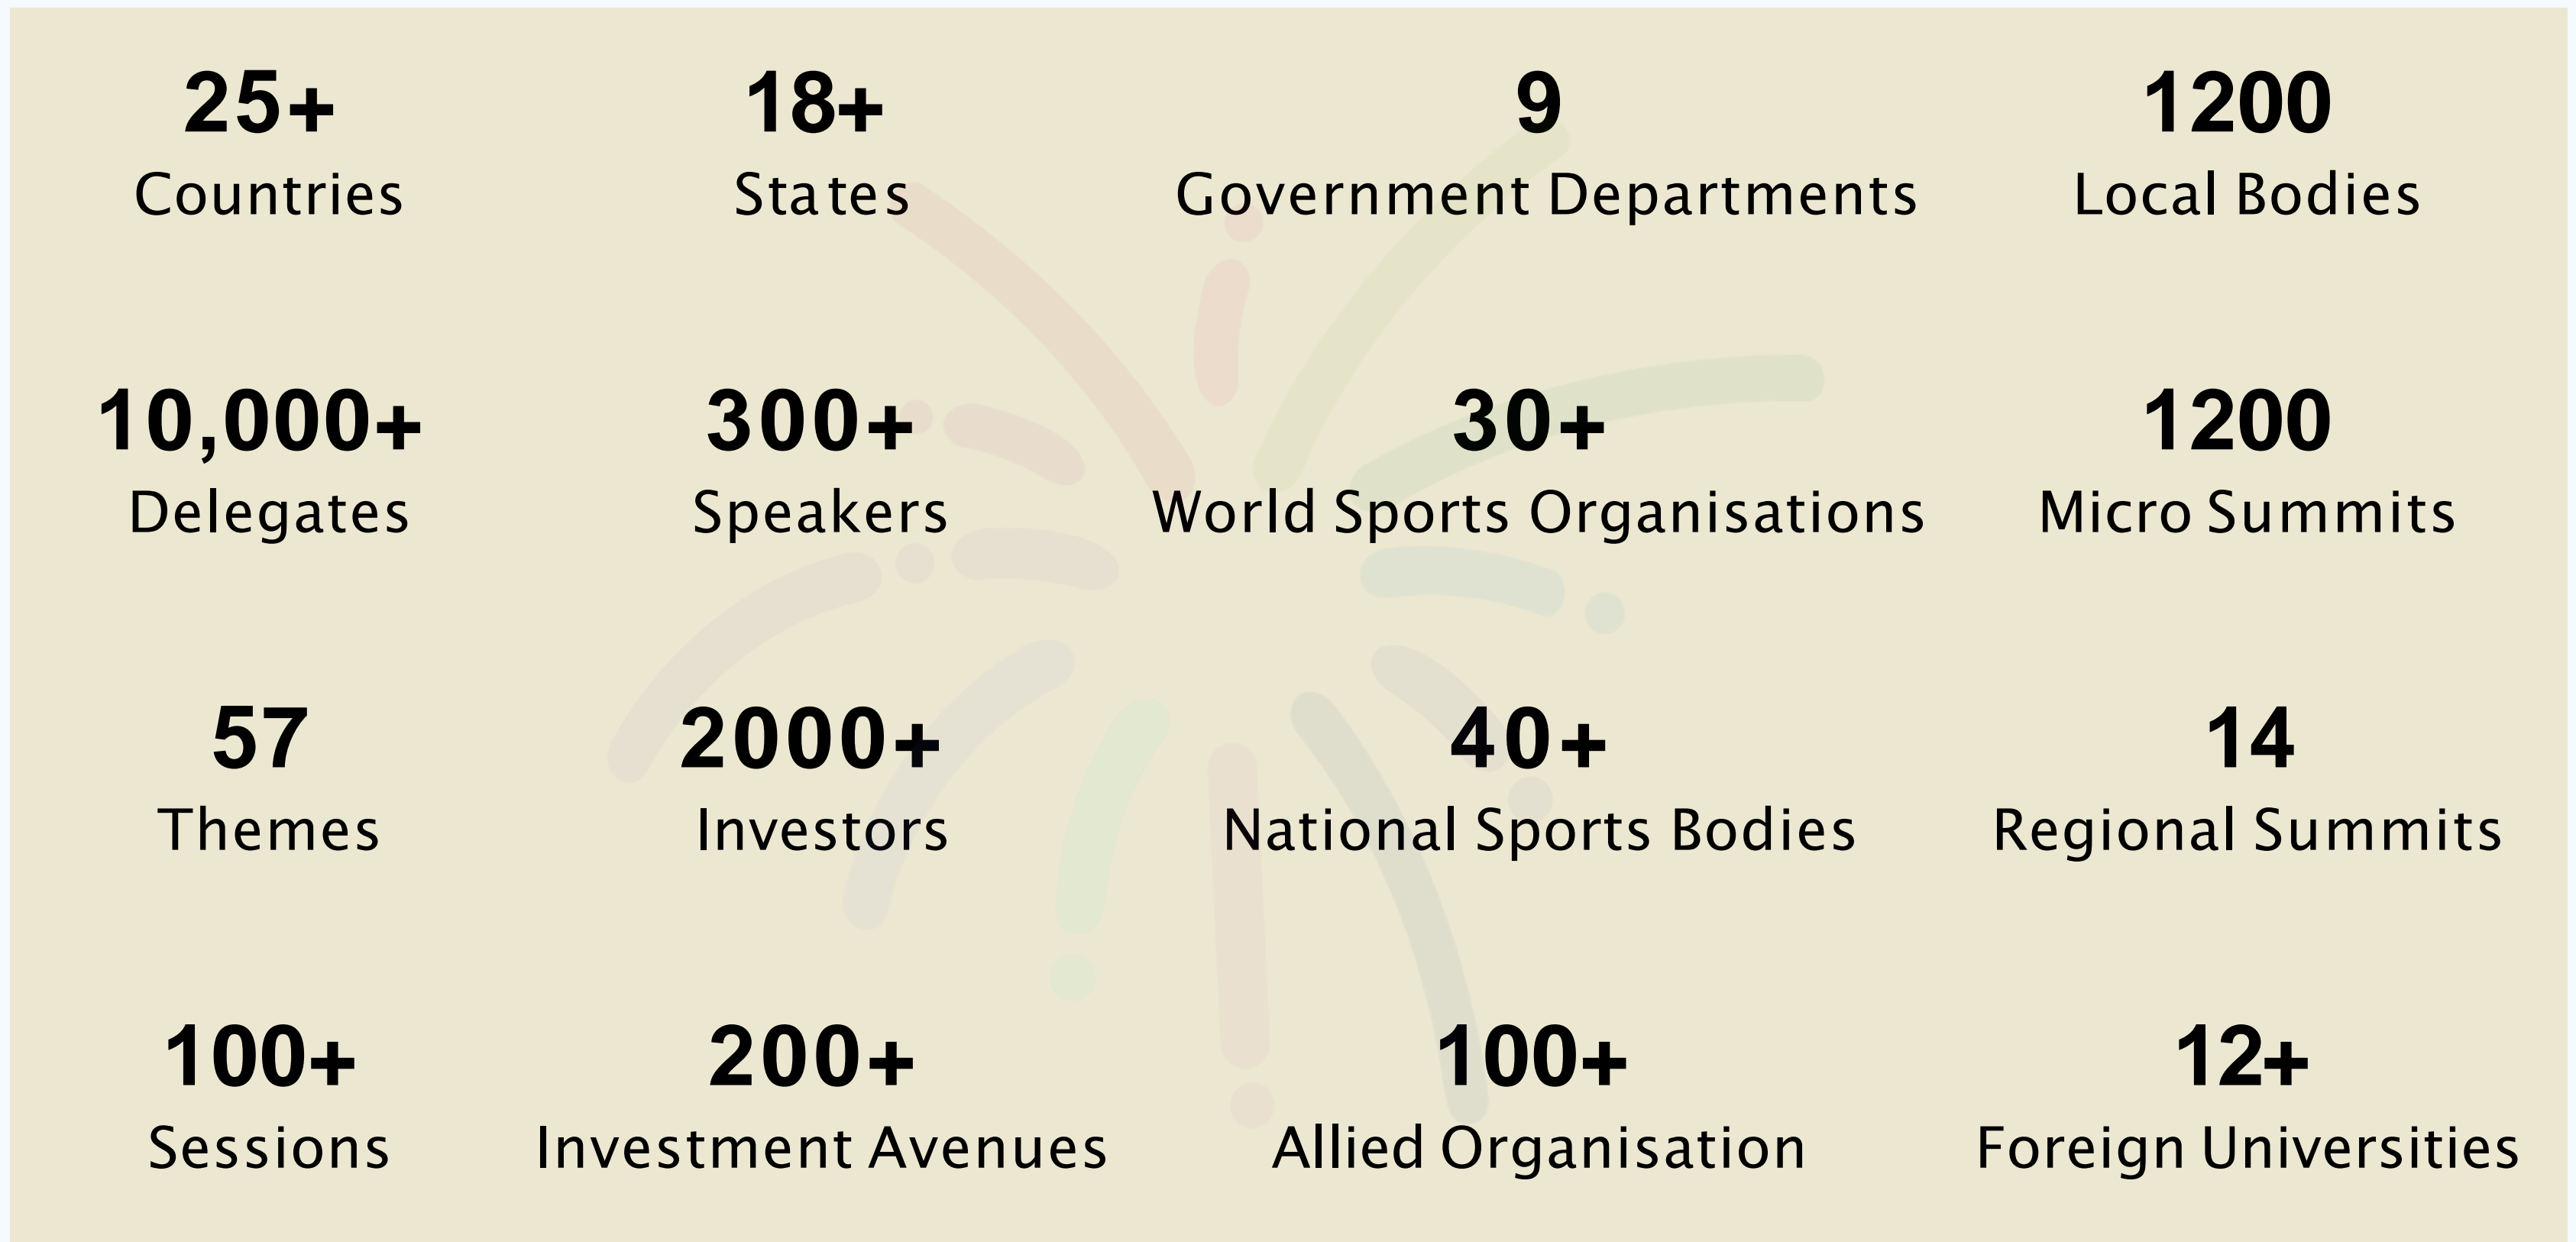 25+
Countries
18+
States
9
Government Departments
1200
Local Bodies
10,000+
Delegates
300+
Speakers
30+
World Sports Organisations
1200
Micro Summits
57
Themes
2000+
Investors
40+
National Sports Bodies
14
Regional Summits
100+
Sessions
200+
Investment Avenues
100+
Allied Organisation
12+
Foreign Universities